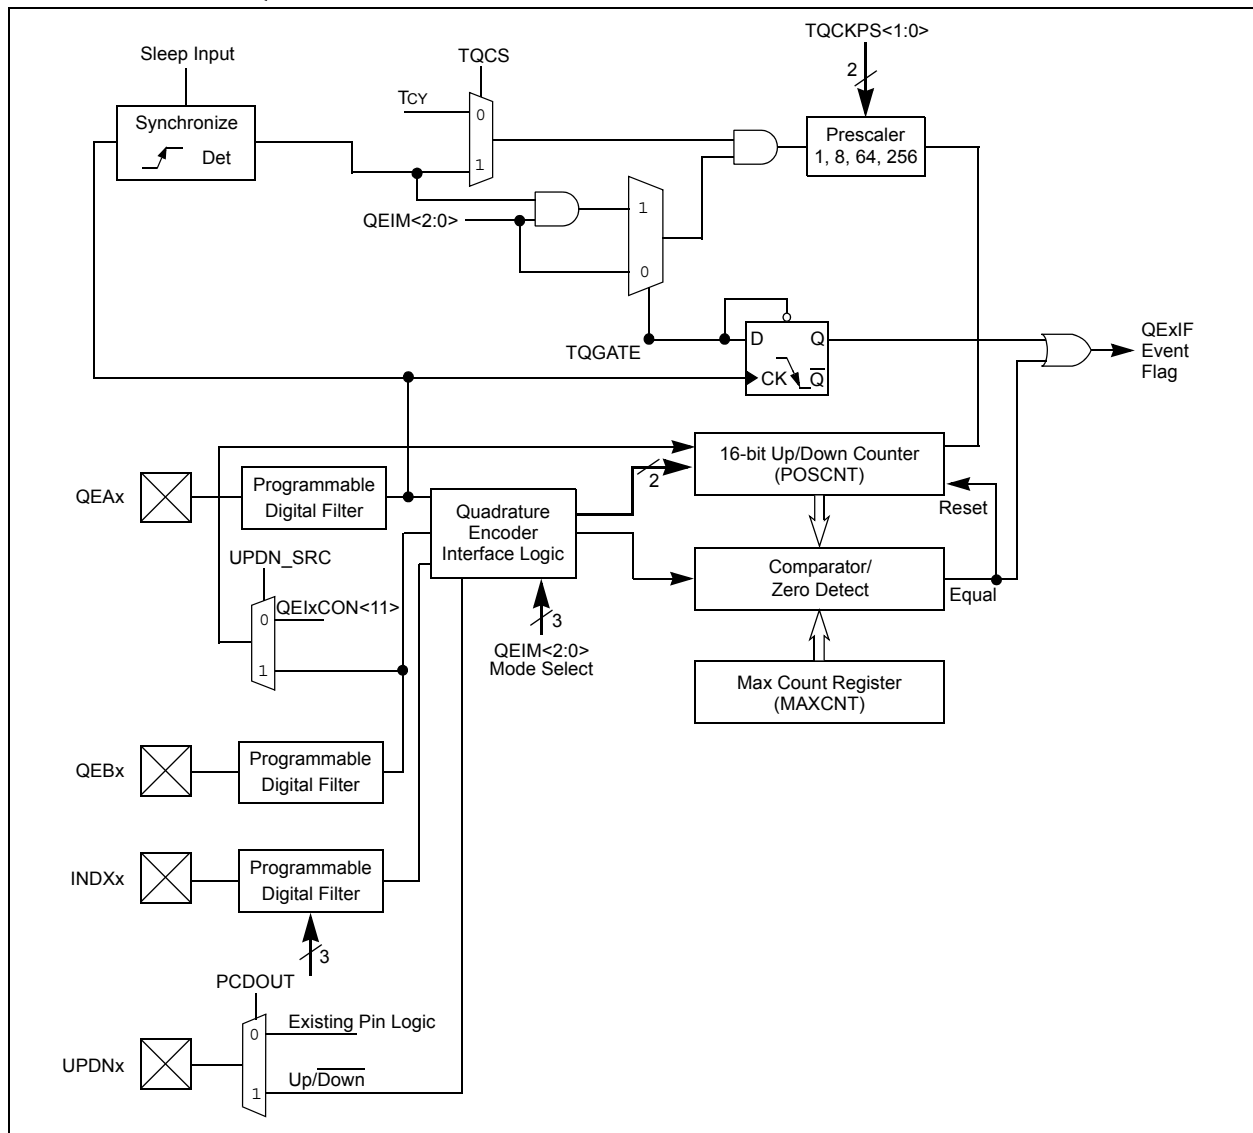 TQCKPS<1:0>
Sleep Input
TQCS
2
TCY
0
Synchronize
Det
Prescaler
1, 8, 64, 256
1
QEIM<2:0>
1
0
TQGATE
D
Q
CK
Q
QExIF
Event
Flag
16-bit Up/Down Counter
(POSCNT)
2
QEAx
Programmable
Digital Filter
Quadrature
Encoder
Interface Logic
Reset
UPDN_SRC
Comparator/
Zero Detect
Equal
0
QEIxCON<11>
3
QEIM<2:0>
Mode Select
1
Max Count Register
(MAXCNT)
QEBx
Programmable
Digital Filter
INDXx
Programmable
Digital Filter
3
PCDOUT
0
Existing Pin Logic
UPDNx
Up/Down
1